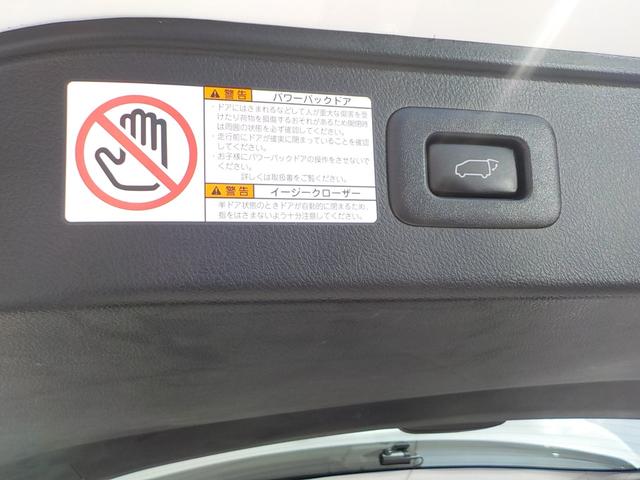 警告 パワーバックドア
・ドアにはさまれるなどして人が重大な傷害を受
けたり荷物を損傷するおそれがあるため開閉時
は周囲の状態を必ず確認してください。
・走行前にドアが確実に閉まっていることを確認
してください。
・お子様にパワーバックドアの操作をさせないで
ください。
詳しくは取扱書をご覧ください。
警告 イージークローザー
半ドア状態のときドアが自動的に閉まるため、
指をはさまないよう十分注意してください。